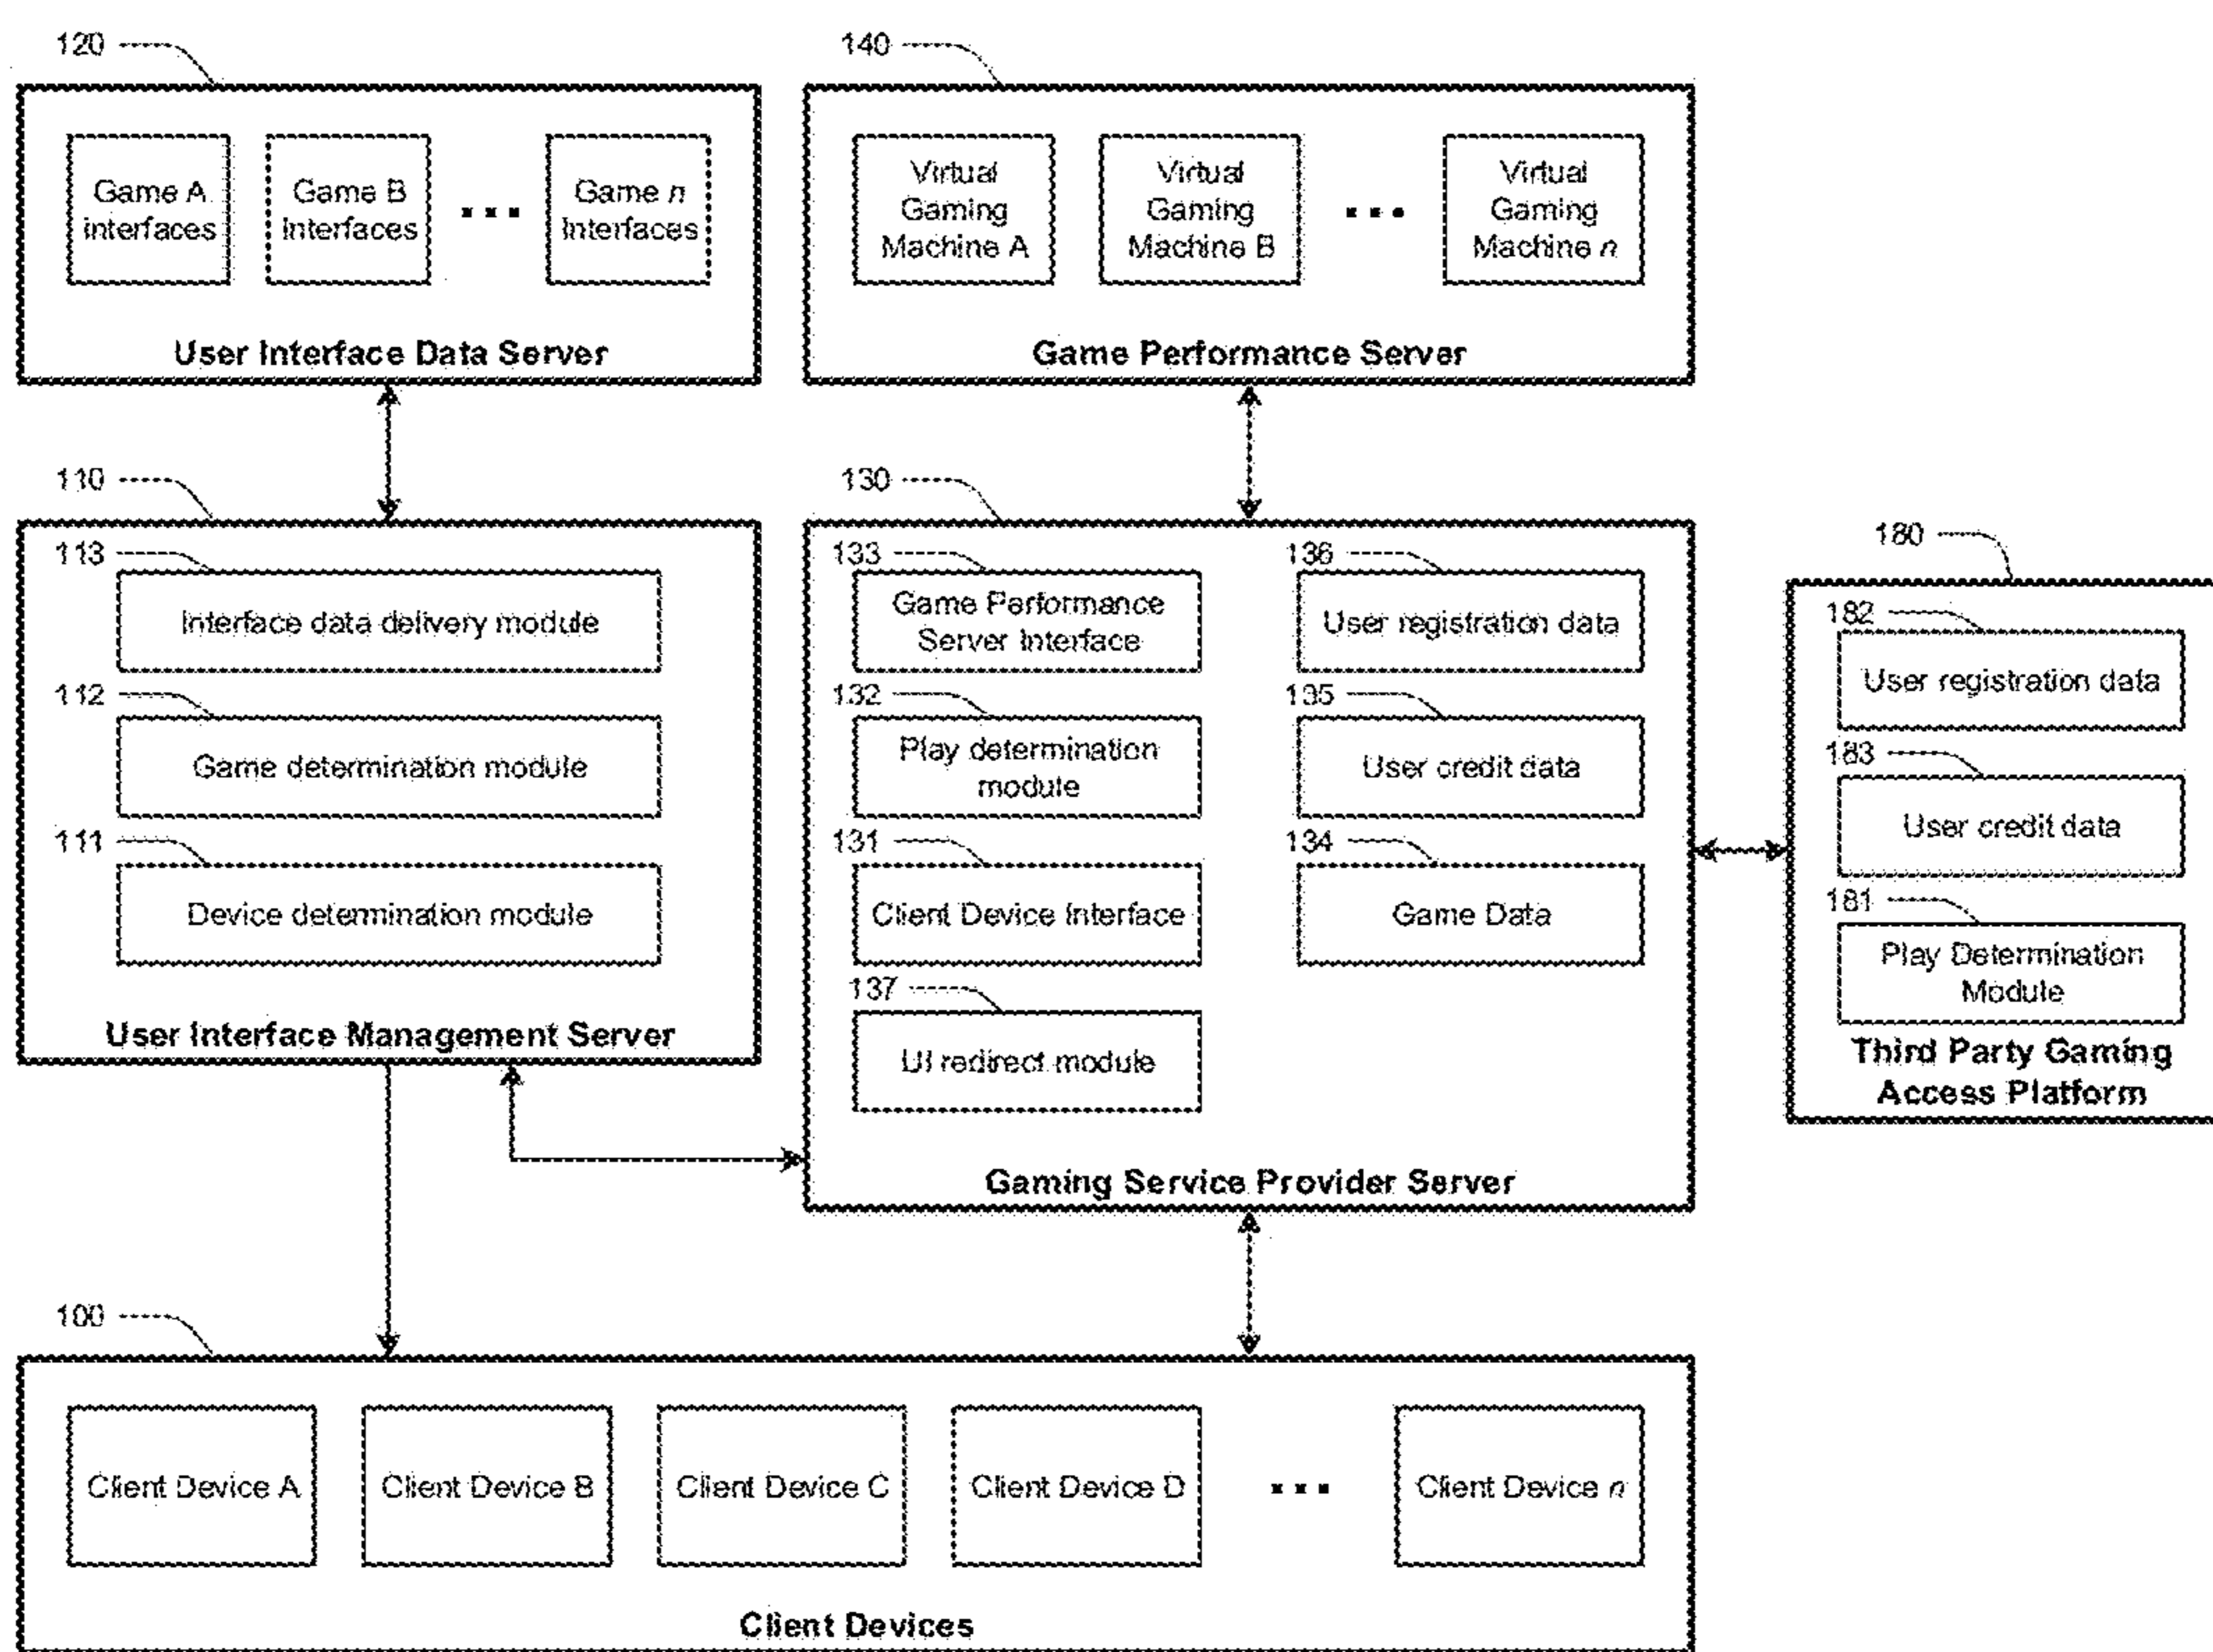 120
Game A
interfaces
Game B
Interfaces
...
Game n
Interfaces
User Interface Data Server
140
Virtual
Gaming
Machine A
Virtual
Gaming
Machine B
...
Virtual
Gaming
Machine n
Game Performance Server
110
113
Interface data delivery module
112
Game determination module
111
Device determination module
User Interface Management Server
130
133
Game Performance
Server Interface
132
Play determination
module
131
Client Device Interface
137
UI redirect module
136
User registration data
135
User credit data
134
Game Data
Gaming Service Provider Server
180
182
User registration data
183
User credit data
181
Play Determination
Module
Third Party Gaming
Access Platform
100
Client Device A
Client Device B
Client Device C
Client Device D
...
Client Device n
Client Devices